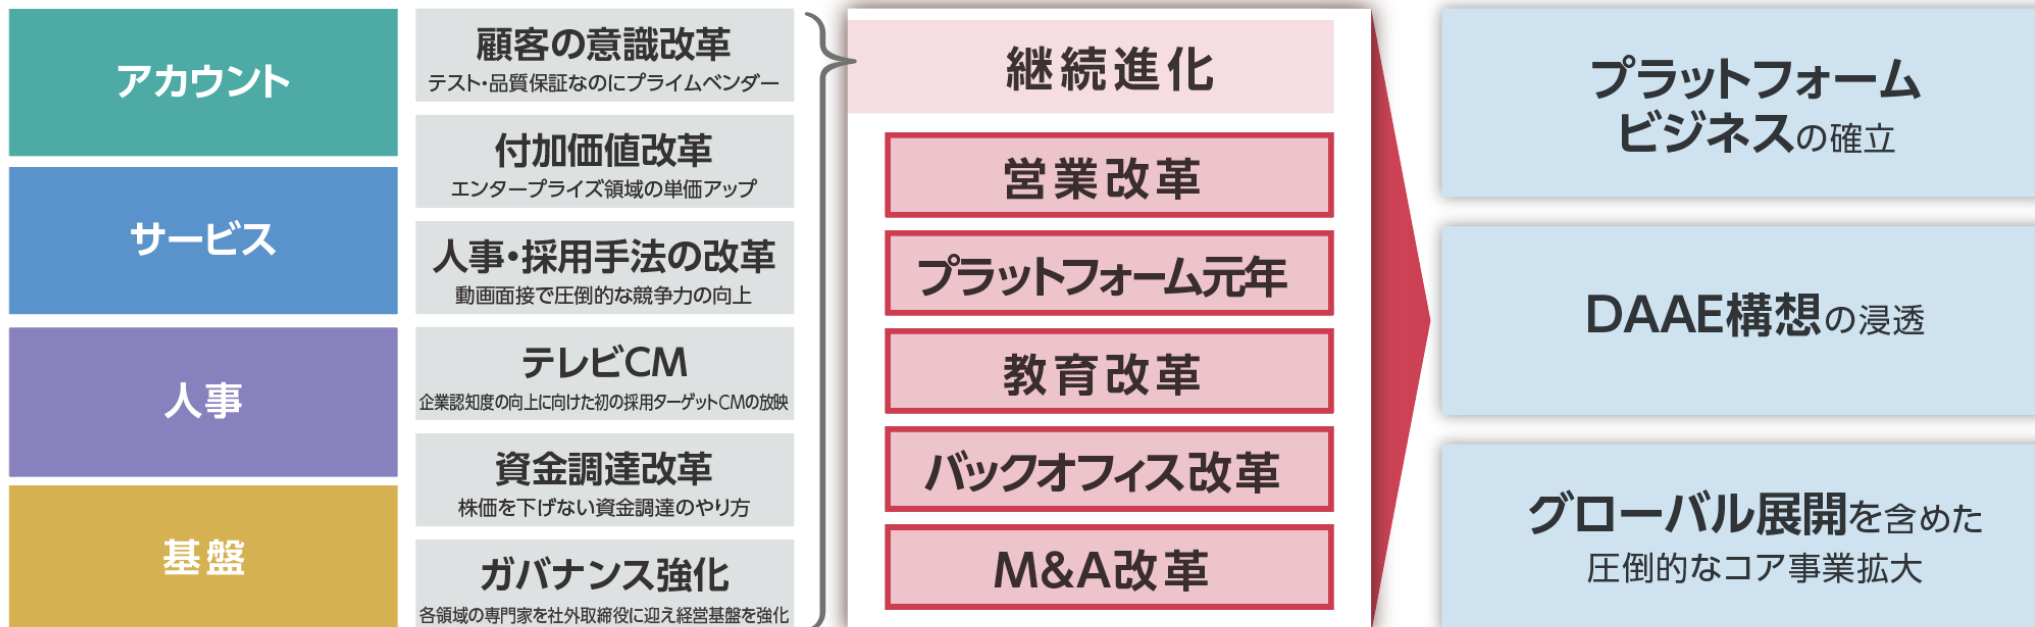 アカウント
サービス
人事
基盤
顧客の意識改革
テスト・品質保証なのにプライムベンダー
付加価値改革
エンタープライズ領域の単価アップ
人事・採用手法の改革
動画面接で圧倒的な競争力の向上
テレビCM
企業認知度の向上に向けた初の採用ターゲットCMの放映
資金調達改革
株価を下げない資金調達のやり方
ガバナンス強化
各領域の専門家を社外取締役に迎え経営基盤を強化
継続進化
営業改革
プラットフォーム元年
教育改革
バックオフィス改革
M&A改革
プラットフォーム
ビジネスの確立
DAAE構想の浸透
グローバル展開を含めた
圧倒的なコア事業拡大